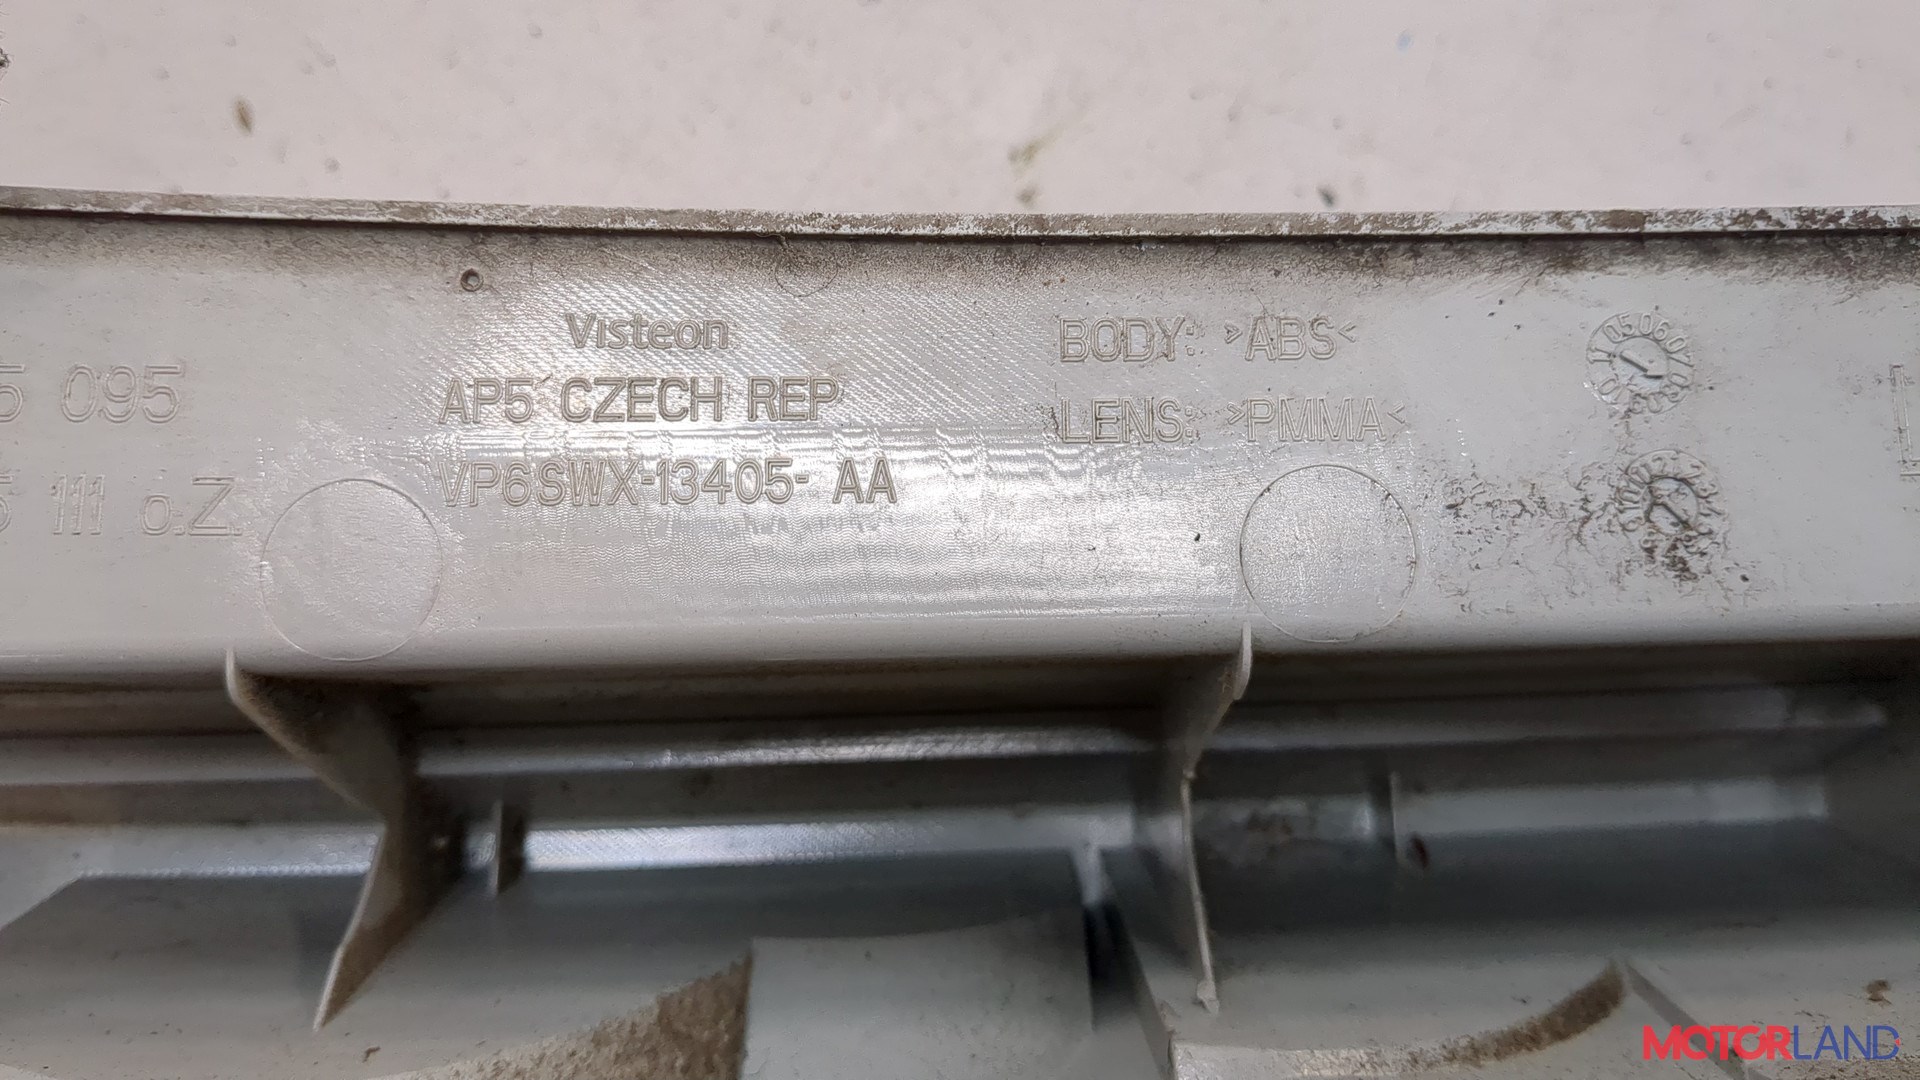 Visteon
AP5 CZECH REP
VP6SWX-13405- AA
5 095
5 111 o.Z.
BODY: >ABS<
LENS: >PMMA<
MOTORLAND